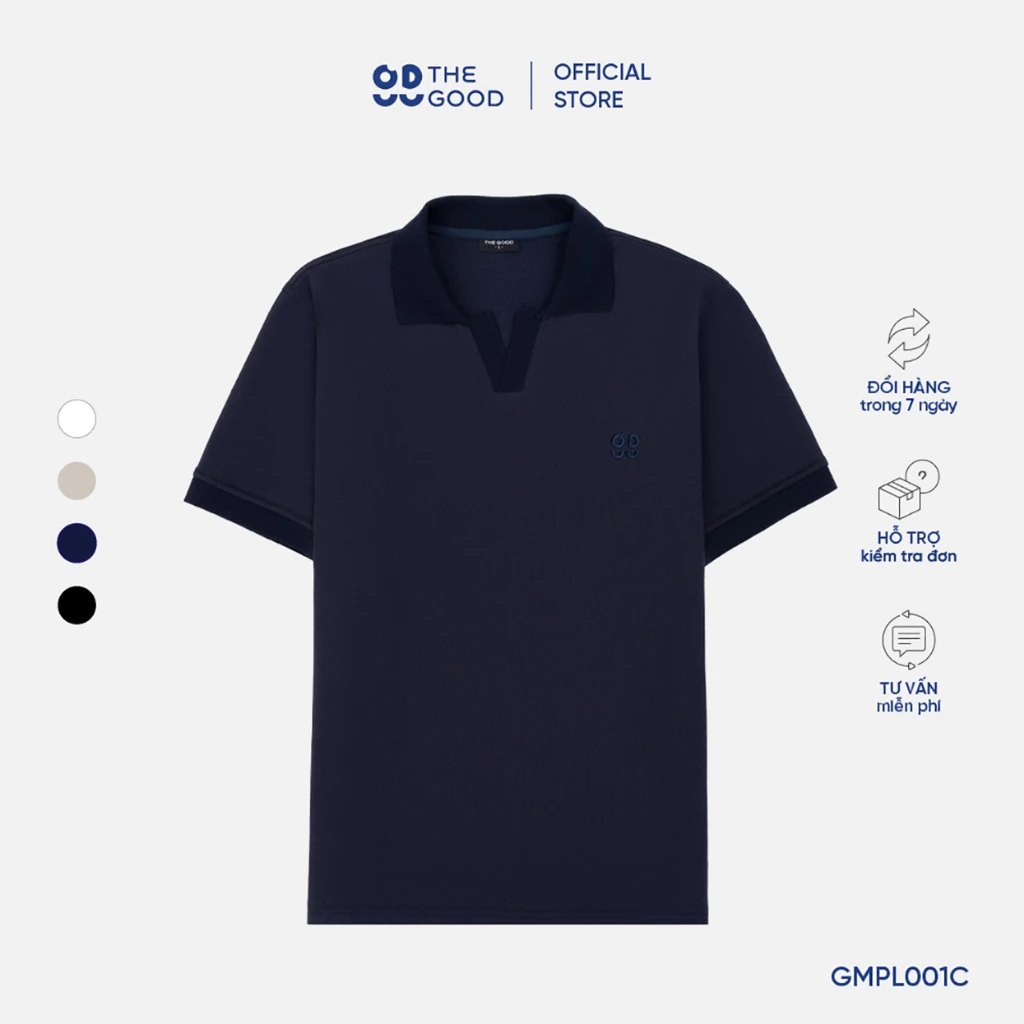 THE
GOOD
OFFICIAL
STORE
THE GOOD
ĐỔI HÀNG
trong 7 ngày
HỖ TRỢ
kiểm tra đơn
TƯ VẤN
miễn phí
GMPL001C